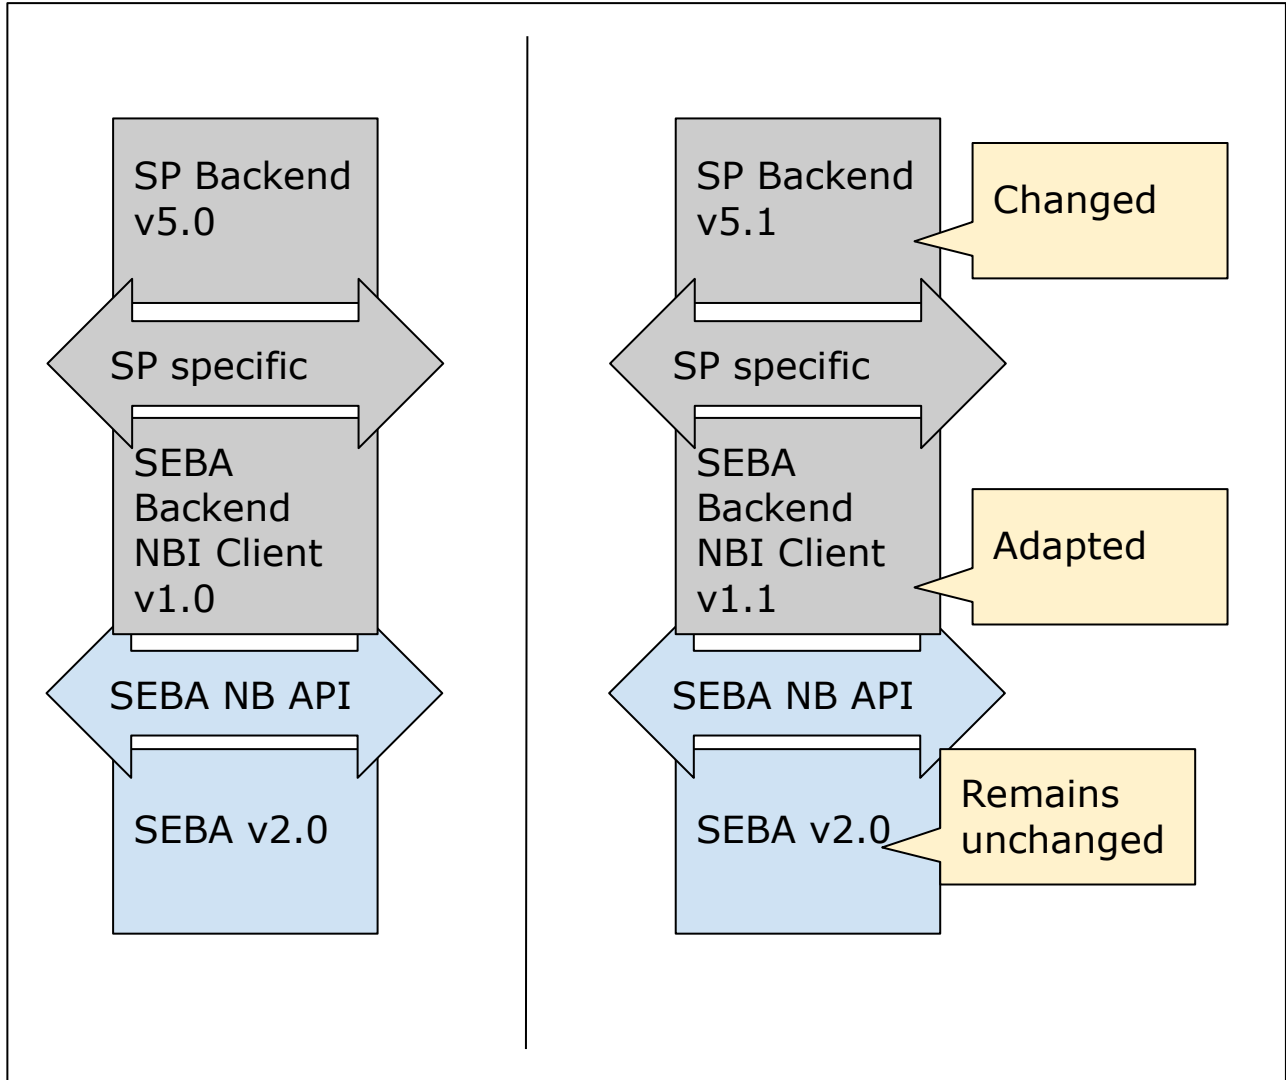 SP Backend
v5.0
SP specific
SEBA
Backend
NBI Client
v1.0
SEBA NB API
SEBA v2.0
SP Backend
v5.1
Changed
SP specific
SEBA
Backend
NBI Client
v1.1
Adapted
SEBA NB API
SEBA v2.0
Remains
unchanged